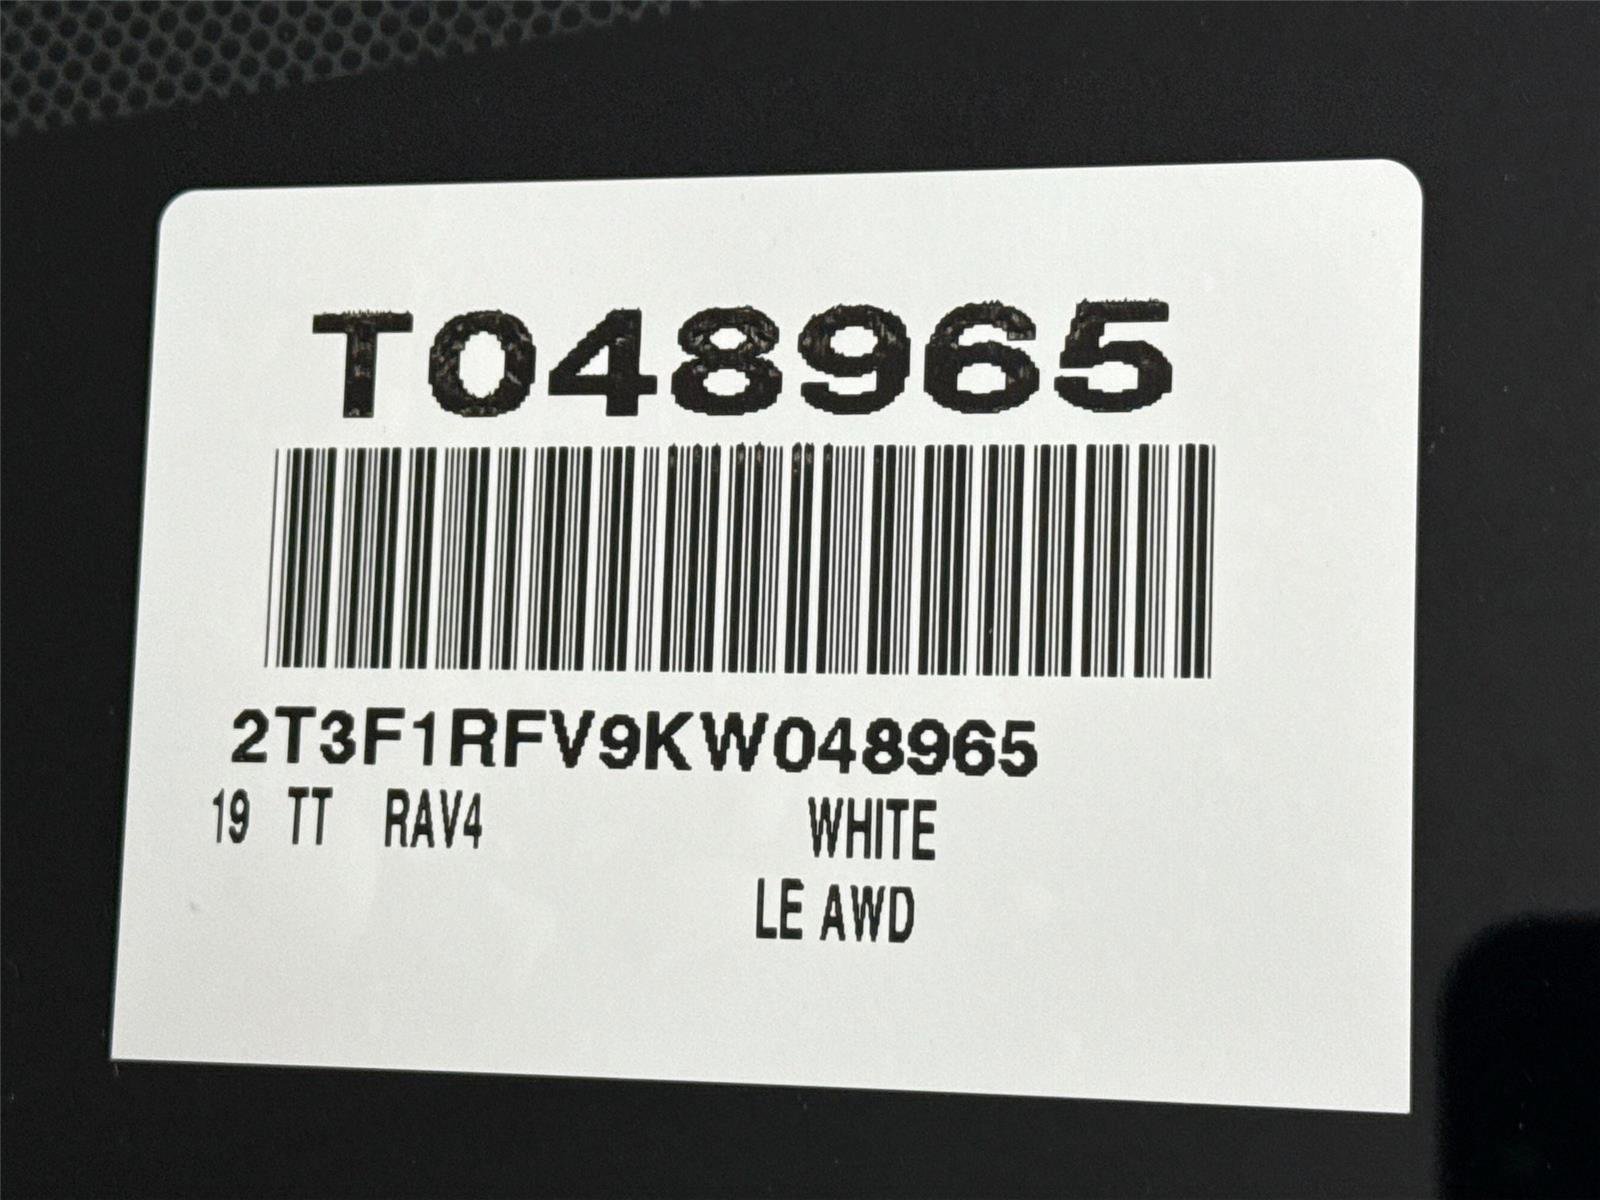 T048965
2T3F1RFV9KW048965
19 TT RAV4 WHITE
LE AWD